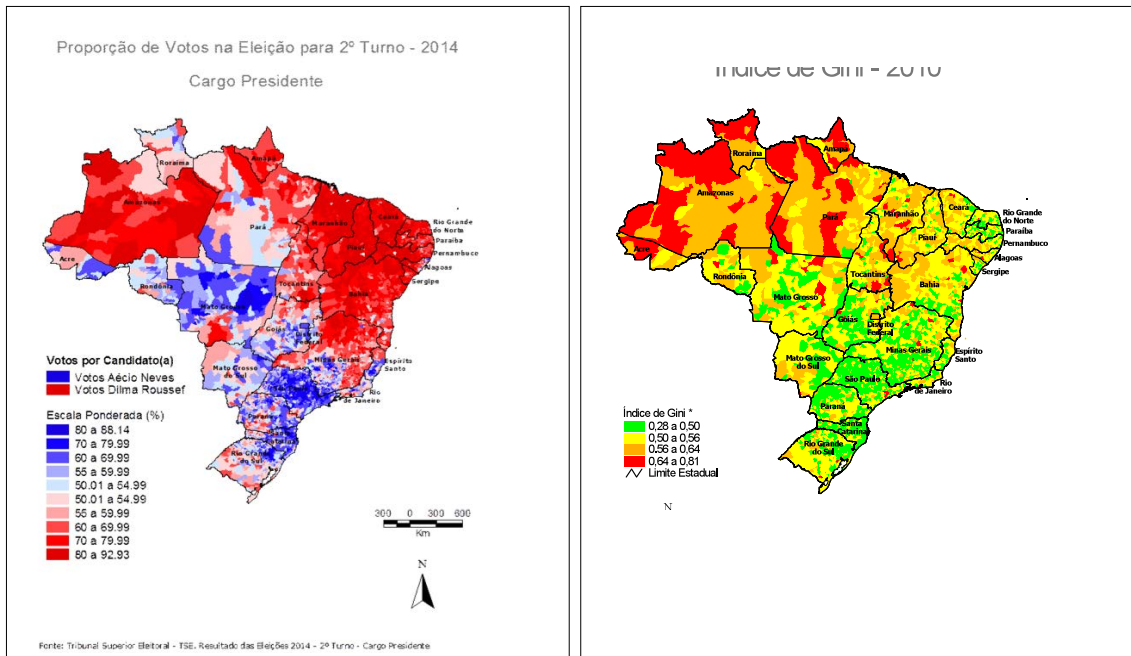 Proporção de Votos na Eleição para 2º Turno - 2014
Cargo Presidente
Roraima
Amapá
Amazonas
Pará
Maranhão
Ceará
Rio Grande
do Norte
Paraíba
Piauí
Pernambuco
Acre
Alagoas
Sergipe
Rondônia
Tocantins
Bahia
Mato Grosso
Goiás
Distrito
Federal
Minas Gerais
Espírito
Santo
Mato Grosso
do Sul
Rio
de Janeiro
Paraná
Santa
Catarina
Rio Grande
do Sul
Votos por Candidato(a)
Votos Aécio Neves
Votos Dilma Roussef
Escala Ponderada (%)
80 a 88.14
70 a 79.99
60 a 69.99
55 a 59.99
50.01 a 54.99
50.01 a 54.99
55 a 59.99
60 a 69.99
70 a 79.99
80 a 92.93
300 0 300 600
Km
N
Fonte: Tribunal Superior Eleitoral - TSE. Resultado das Eleições 2014 - 2º Turno - Cargo Presidente
Índice de Gini - 2010
Roraima
Amapá
Amazonas
Pará
Maranhão
Ceará
Rio Grande
do Norte
Paraíba
Piauí
Pernambuco
Acre
Alagoas
Sergipe
Rondônia
Tocantins
Bahia
Mato Grosso
Goiás
Distrito
Federal
Minas Gerais
Espírito
Santo
Mato Grosso
do Sul
São Paulo
Rio
de Janeiro
Paraná
Santa
Catarina
Rio Grande
do Sul
Índice de Gini *
0,28 a 0,50
0,50 a 0,56
0,56 a 0,64
0,64 a 0,81
Limite Estadual
N